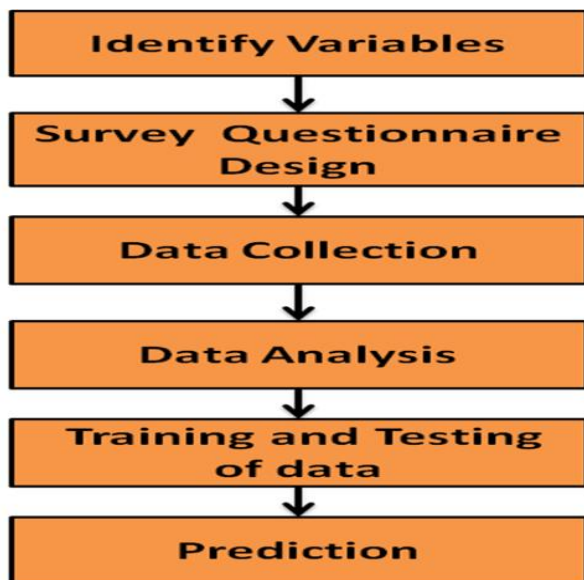 Identify Variables
Survey Questionnaire
Design
Data Collection
Data Analysis
Training and Testing
of data
Prediction